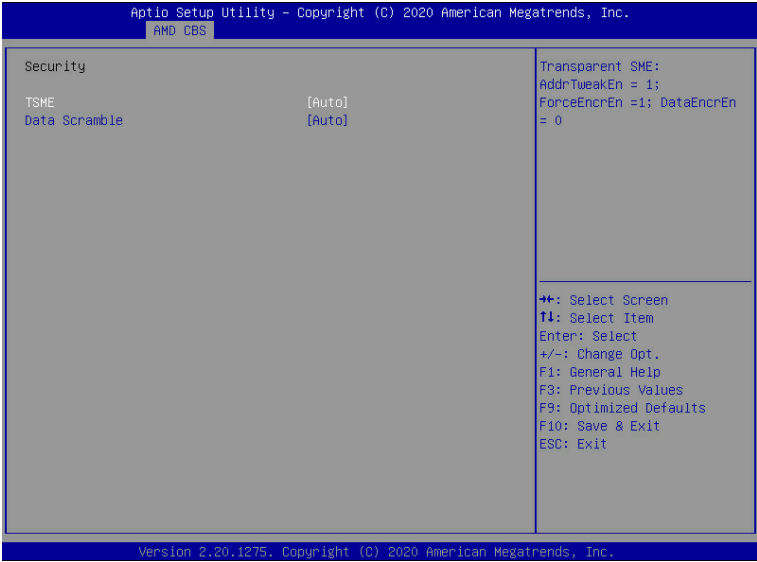 Aptio Setup Utility – Copyright (C) 2020 American Megatrends, Inc.
AMD CBS
Security
TSME [Auto]
Data Scramble [Auto]
Transparent SME:
AddrTweakEn = 1;
ForceEncrEn =1; DataEncrEn
= 0
→←: Select Screen
↑↓: Select Item
Enter: Select
+/-: Change Opt.
F1: General Help
F3: Previous Values
F9: Optimized Defaults
F10: Save & Exit
ESC: Exit
Version 2.20.1275. Copyright (C) 2020 American Megatrends, Inc.